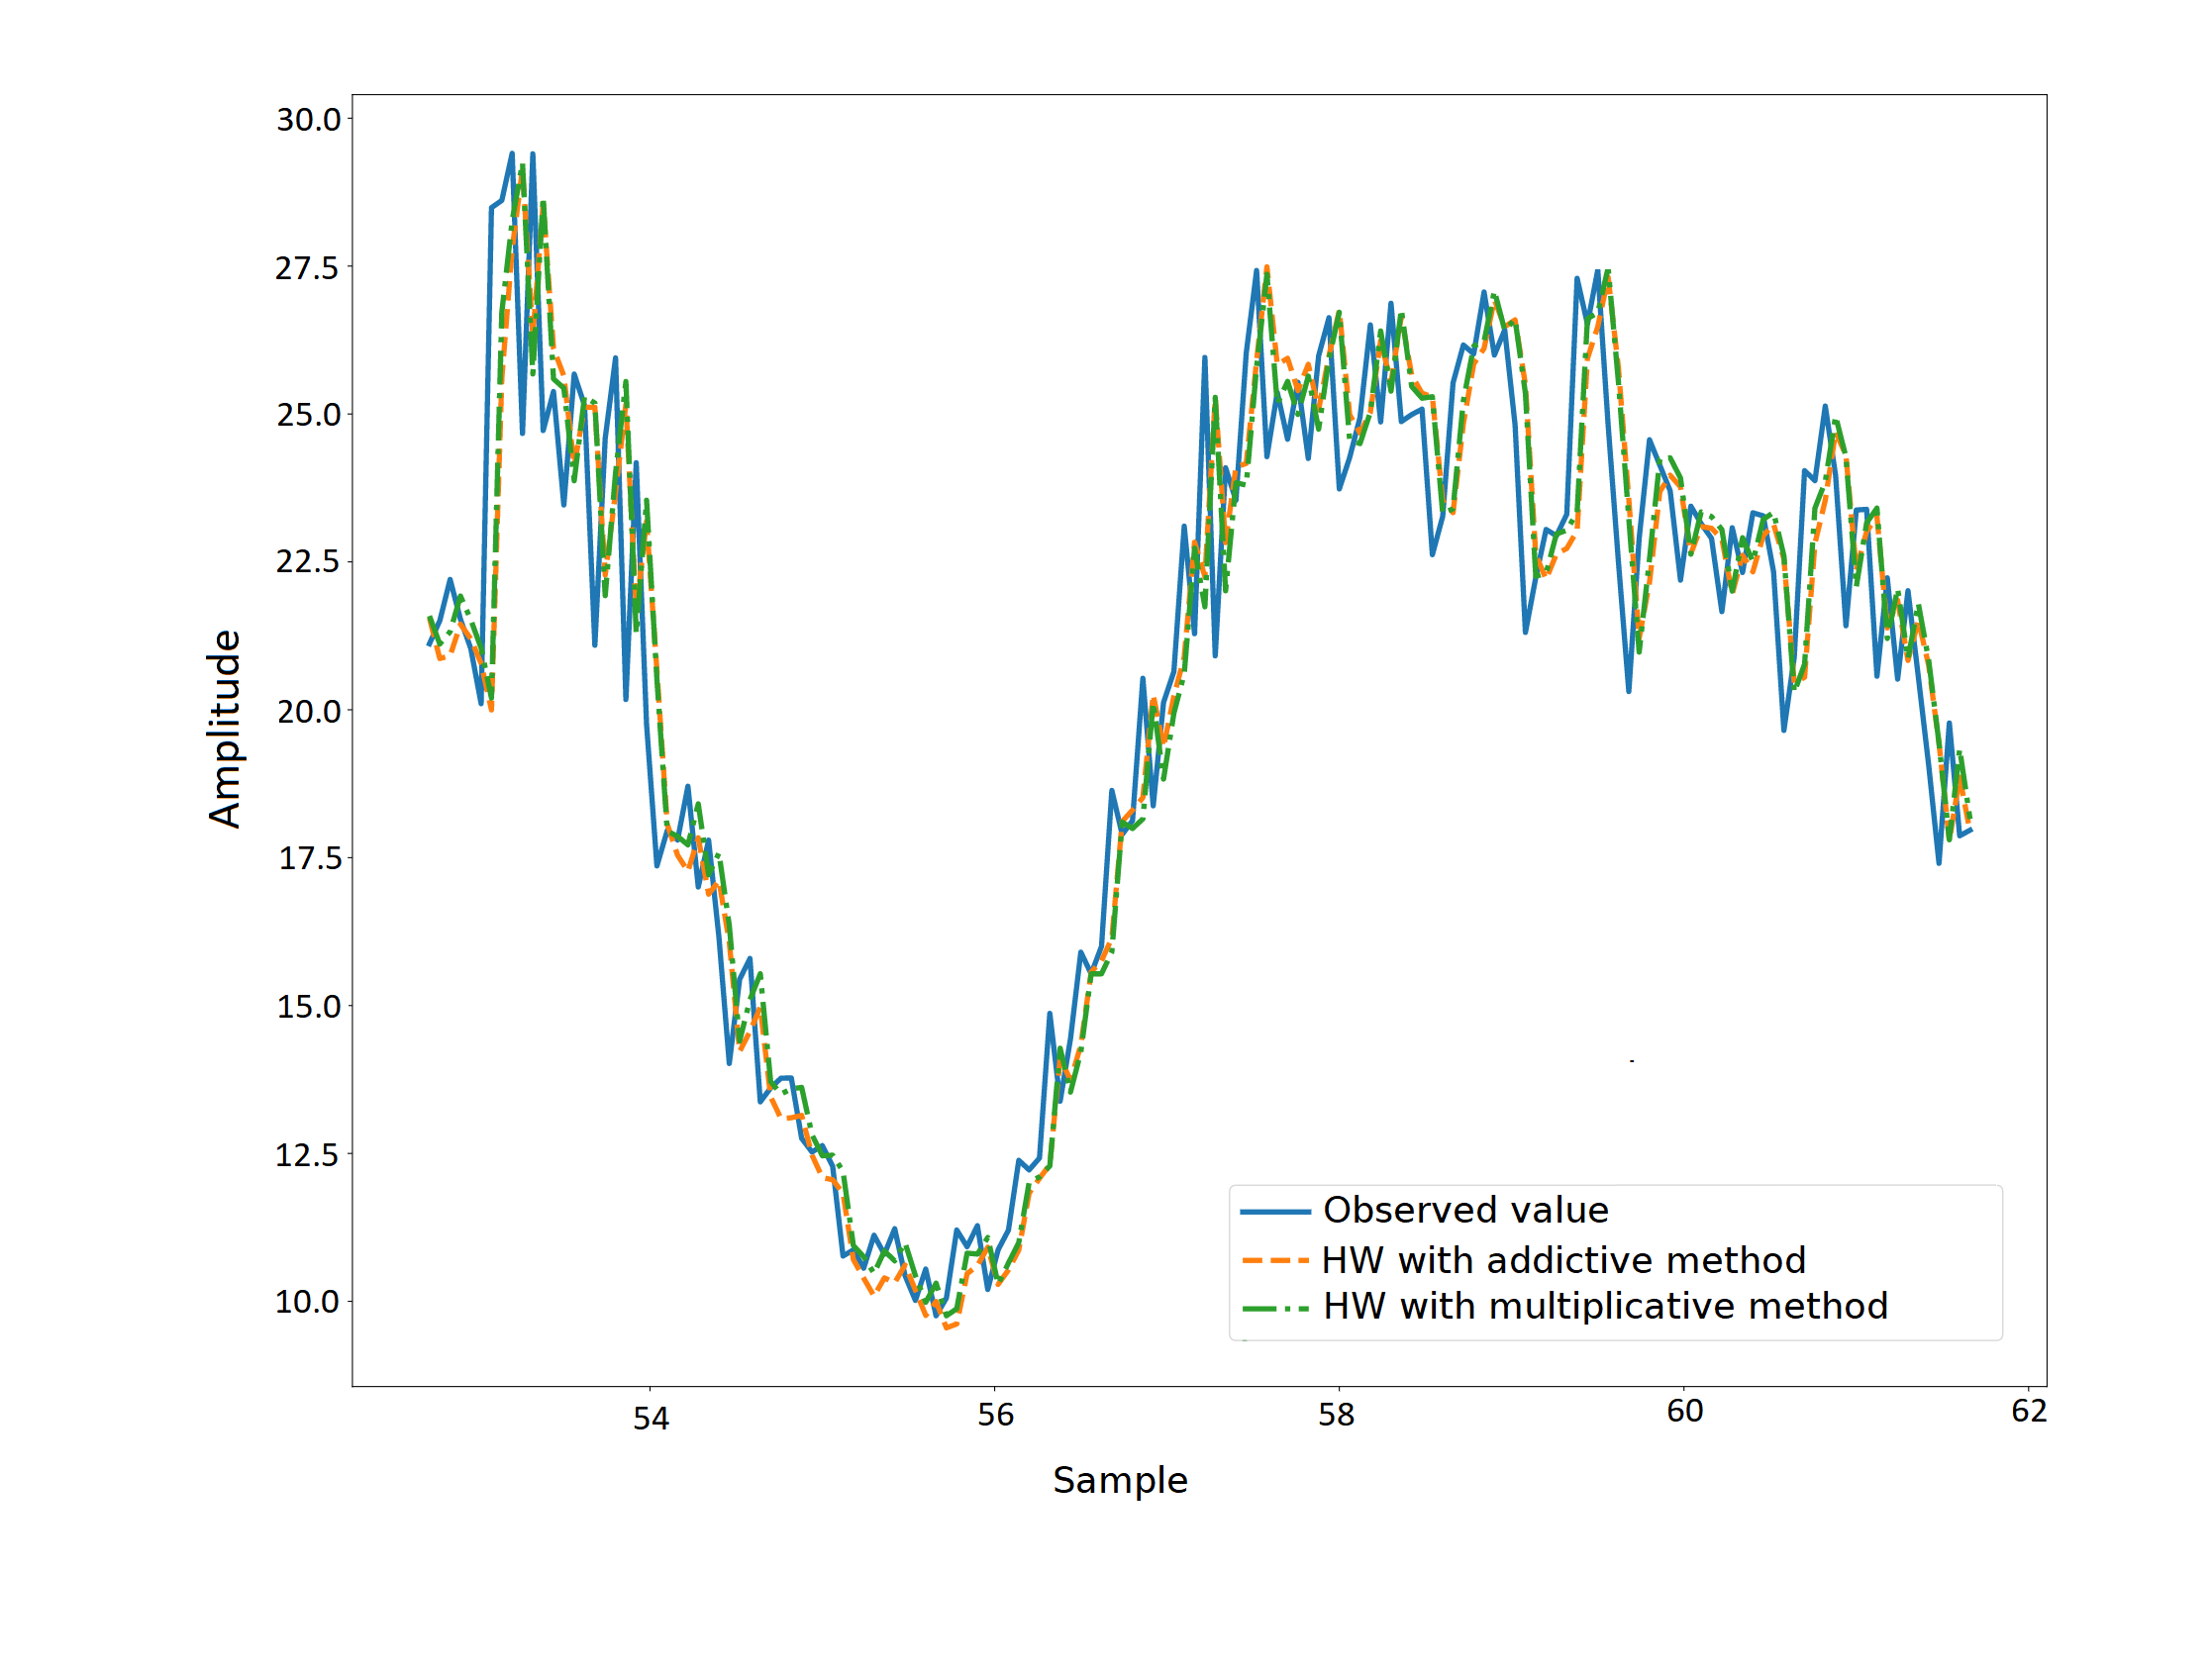 30.0
27.5
25.0
22.5
20.0
17.5
15.0
12.5
10.0
Amplitude
54 56 58 60 62
Sample
Observed value
HW with addictive method
HW with multiplicative method